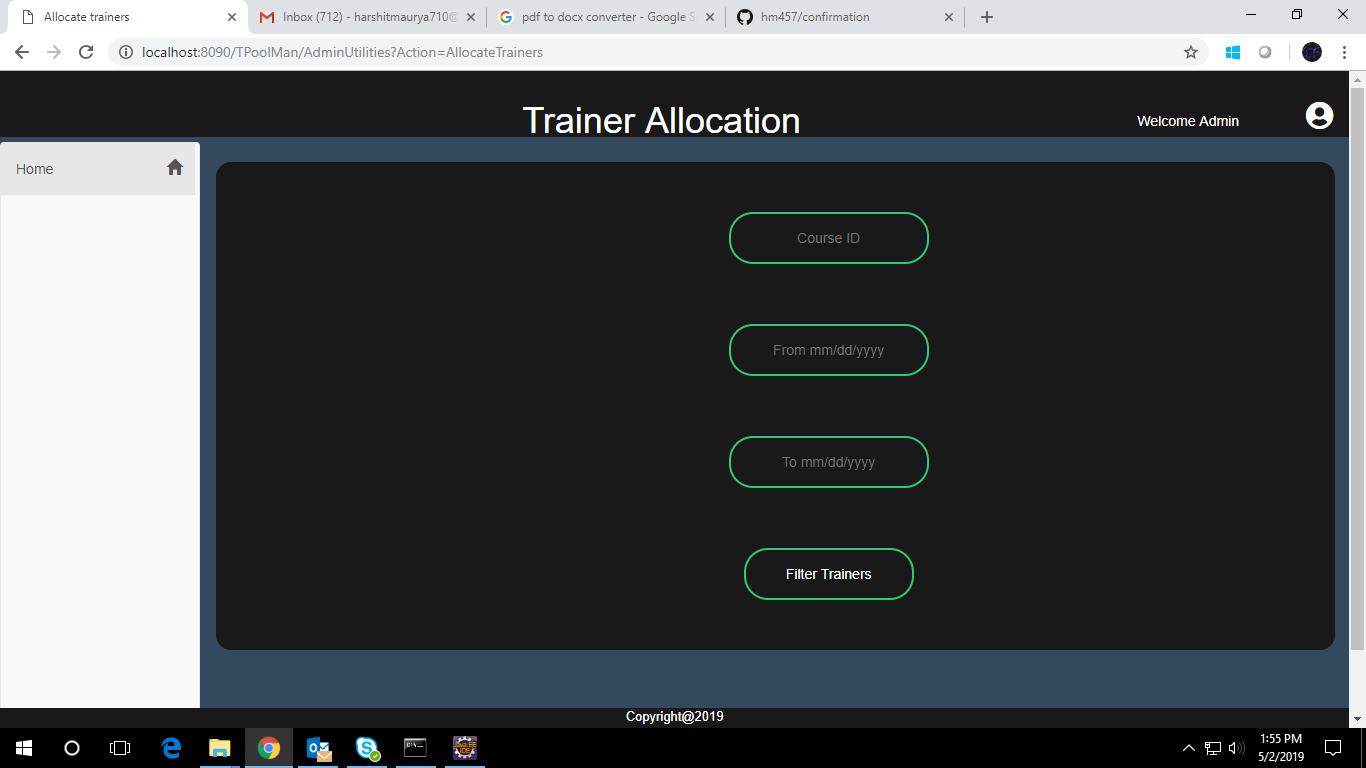 Allocate trainers
Inbox (712) - harshitmaurya710@
pdf to docx converter - Google S
hm457/confirmation
localhost:8090/TPoolMan/AdminUtilities?Action=AllocateTrainers
Trainer Allocation
Welcome Admin
Home
Course ID
From mm/dd/yyyy
To mm/dd/yyyy
Filter Trainers
Copyright@2019
1:55 PM
5/2/2019